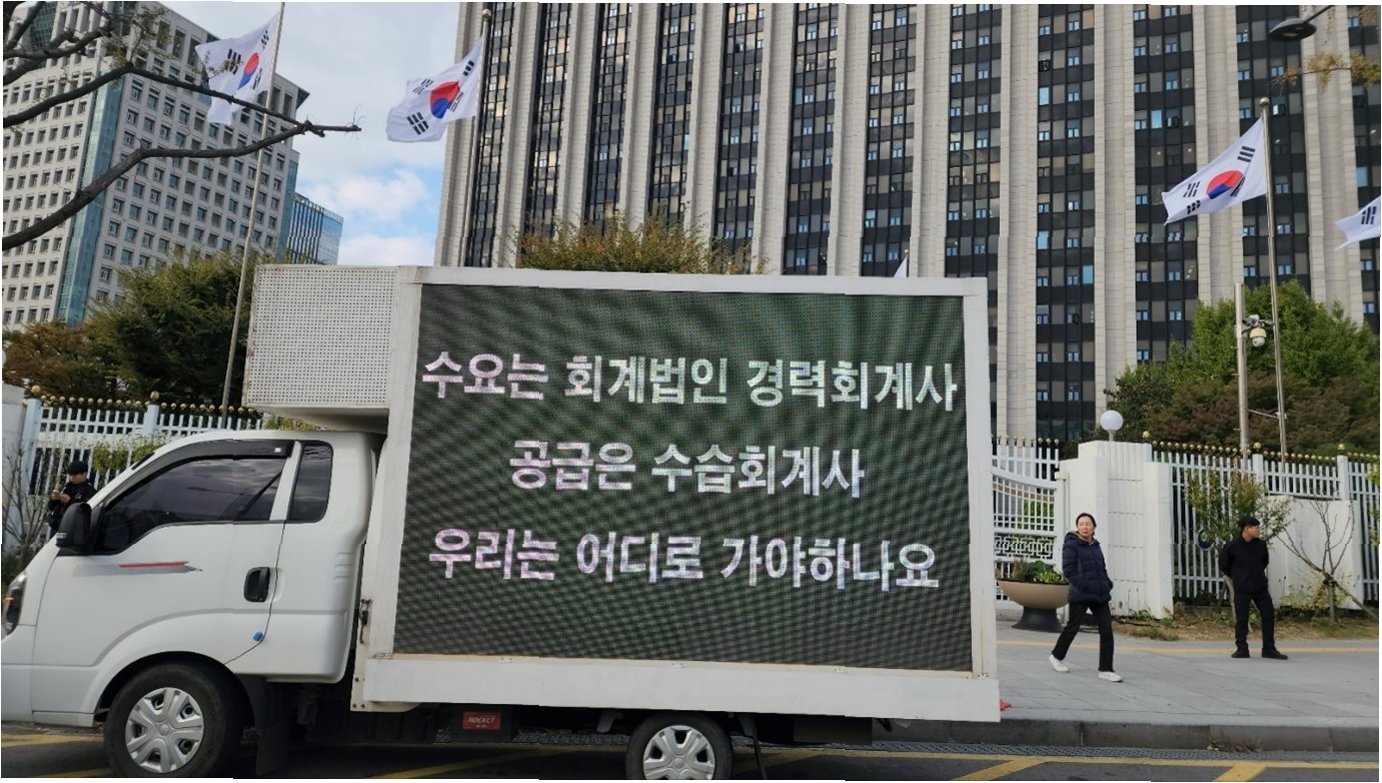 수요는 회계법인 경력회계사
공급은 수습회계사
우리는 어디로 가야하나요
ROCKET